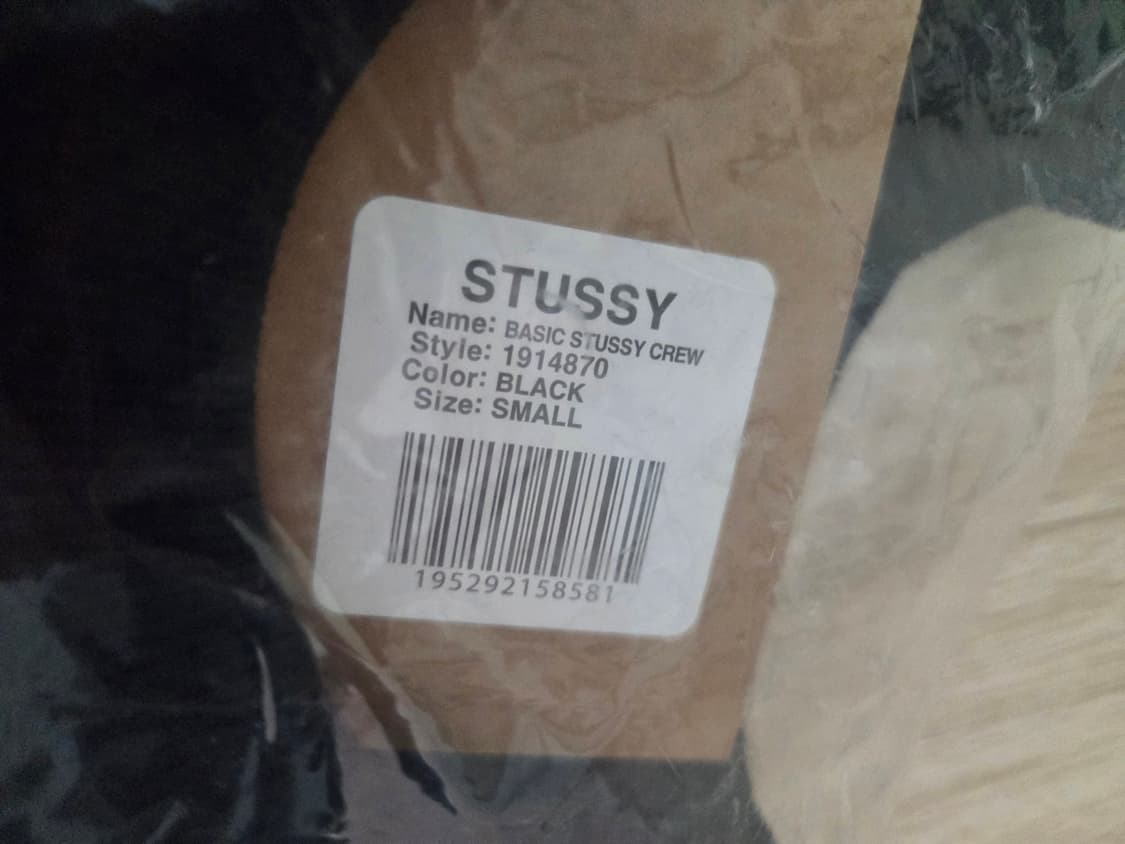 STUSSY
Name: BASIC STUSSY CREW
Style: 1914870
Color: BLACK
Size: SMALL
195292158581